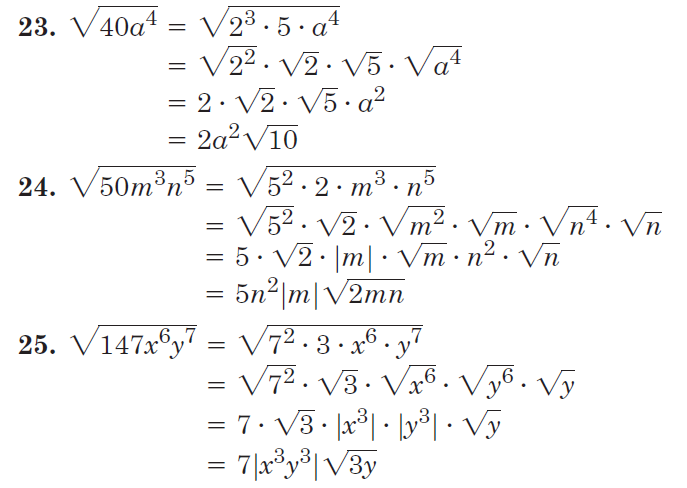 23. √40a⁴ = √2³ · 5 · a⁴
= √2² · √2 · √5 · √a⁴
= 2 · √2 · √5 · a²
= 2a²√10
24. √50m³n⁵ = √5² · 2 · m³ · n⁵
= √5² · √2 · √m² · √m · √n⁴ · √n
= 5 · √2 · |m| · √m · n² · √n
= 5n²|m|√2mn
25. √147x⁶y⁷ = √7² · 3 · x⁶ · y⁷
= √7² · √3 · √x⁶ · √y⁶ · √y
= 7 · √3 · |x³| · |y³| · √y
= 7|x³y³|√3y